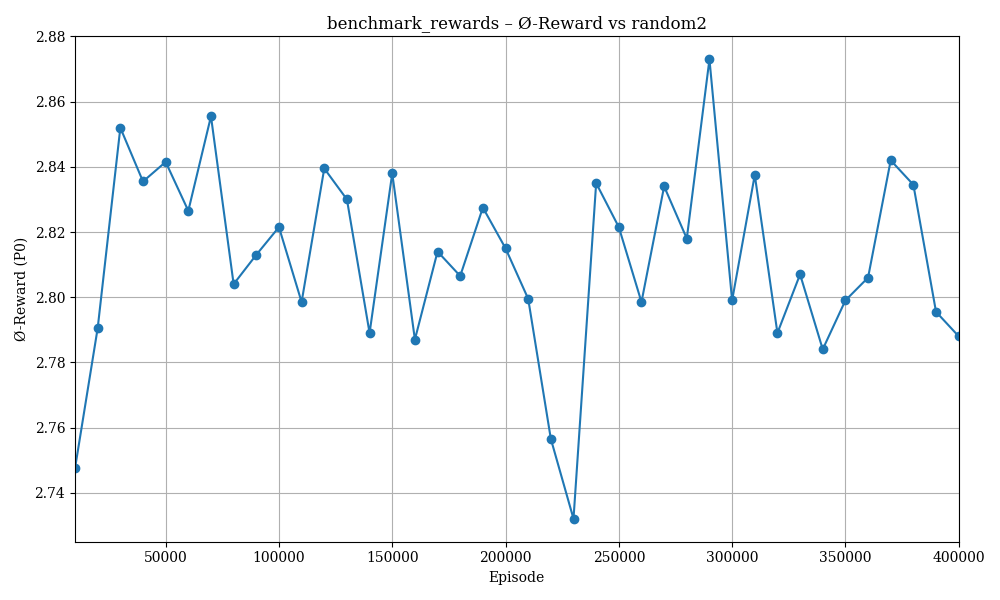 benchmark_rewards – Ø-Reward vs random2
Ø-Reward (P0)
2.88
2.86
2.84
2.82
2.80
2.78
2.76
2.74
50000 100000 150000 200000 250000 300000 350000 400000
Episode